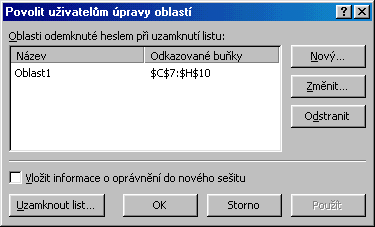 Povolit uživatelům úpravy oblastí
Oblasti odemknuté heslem při uzamknutí listu:
Název Odkazované buňky
Oblast1 $C$7:$H$10
Nový...
Změnit...
Odstranit
Vložit informace o oprávnění do nového sešitu
Uzamknout list... OK Storno Použít